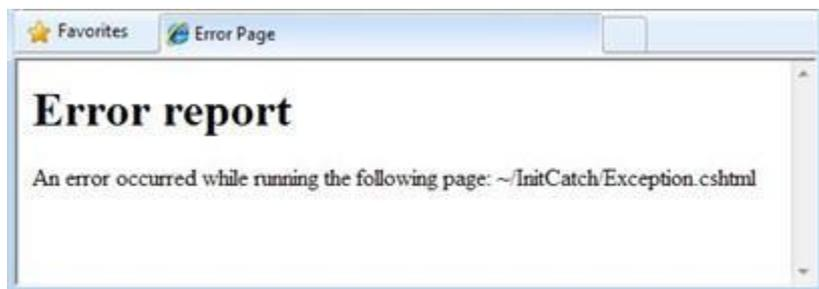 Favorites
Error Page
Error report
An error occurred while running the following page: ~/InitCatch/Exception.cshtml